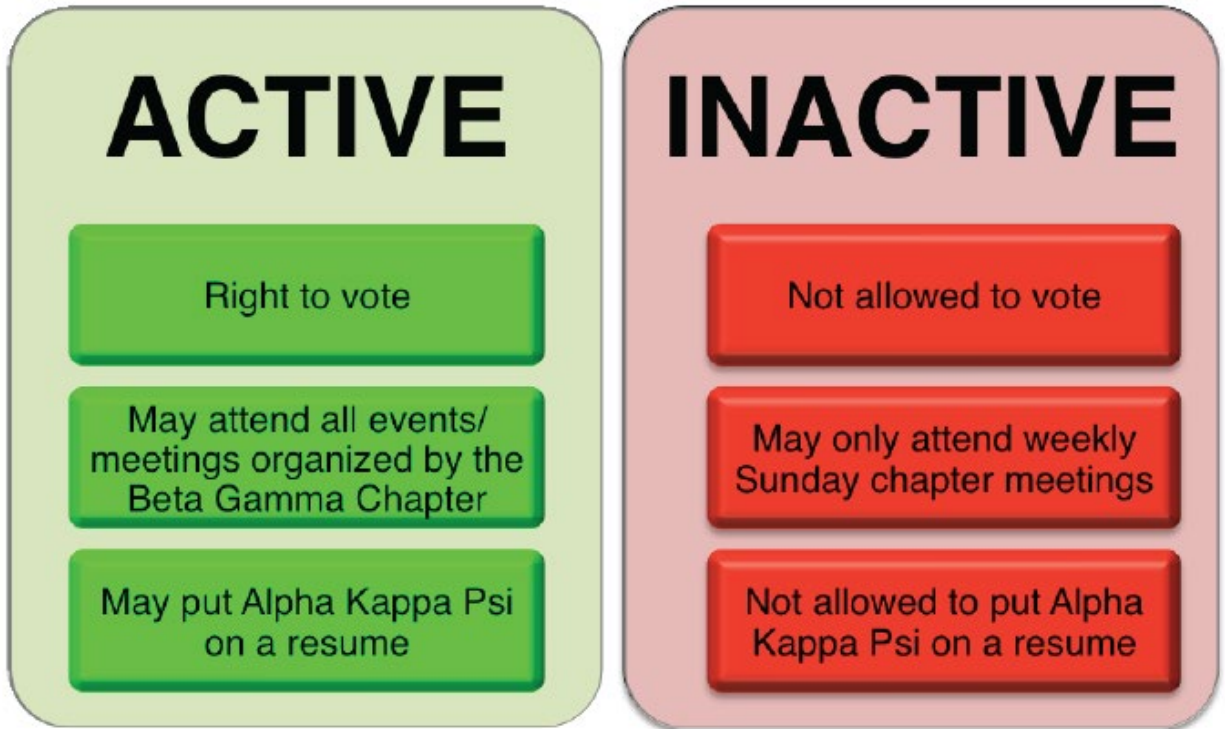 ACTIVE
Right to vote
May attend all events/
meetings organized by the
Beta Gamma Chapter
May put Alpha Kappa Psi
on a resume
INACTIVE
Not allowed to vote
May only attend weekly
Sunday chapter meetings
Not allowed to put Alpha
Kappa Psi on a resume